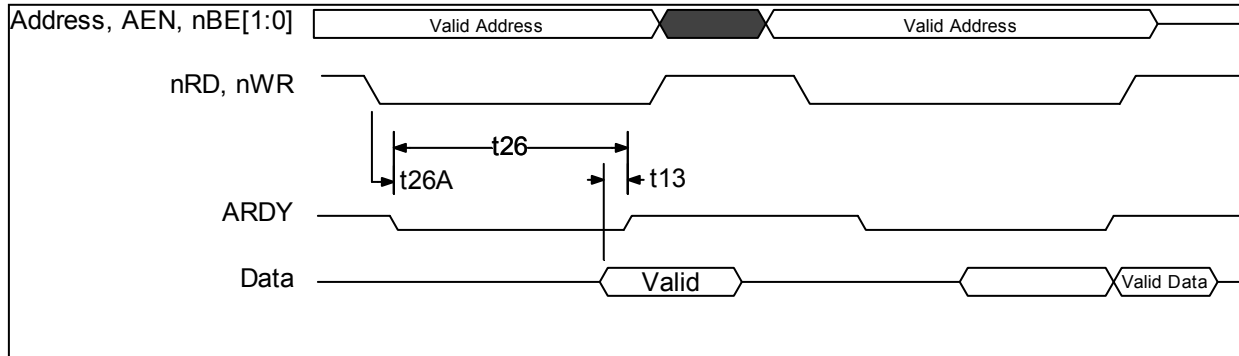 Address, AEN, nBE[1:0]
Valid Address
Valid Address
nRD, nWR
t26
t26A
t13
ARDY
Data
Valid
Valid Data